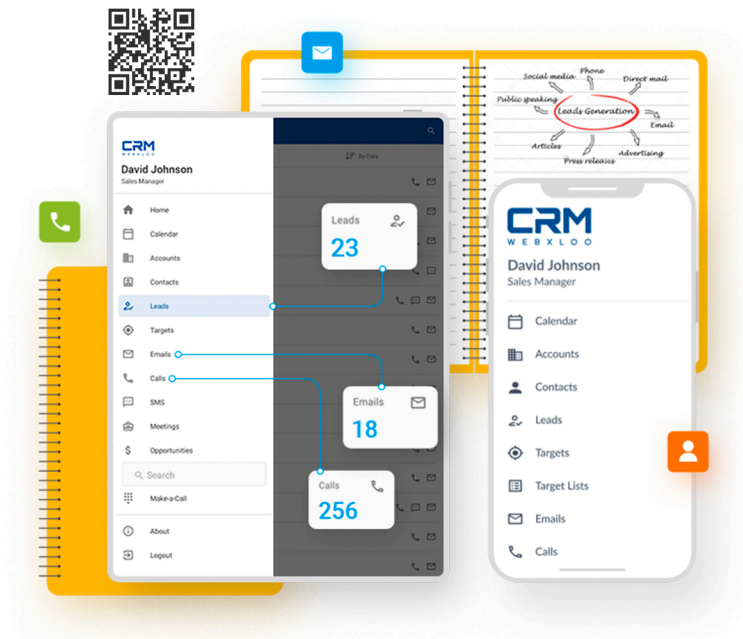 Social media
Phone
Direct mail
Public speaking
Leads Generation
Email
Articles
Press releases
Advertising
CRM
WEBXLOO
David Johnson
Sales Manager
By Date
Home
Calendar
Accounts
Contacts
Leads
Targets
Emails
Calls
SMS
Meetings
$ Opportunities
Search
Make-a-Call
About
Logout
Leads
23
Emails
18
Calls
256
CRM
WEBXLOO
David Johnson
Sales Manager
Calendar
Accounts
Contacts
Leads
Targets
Target Lists
Emails
Calls